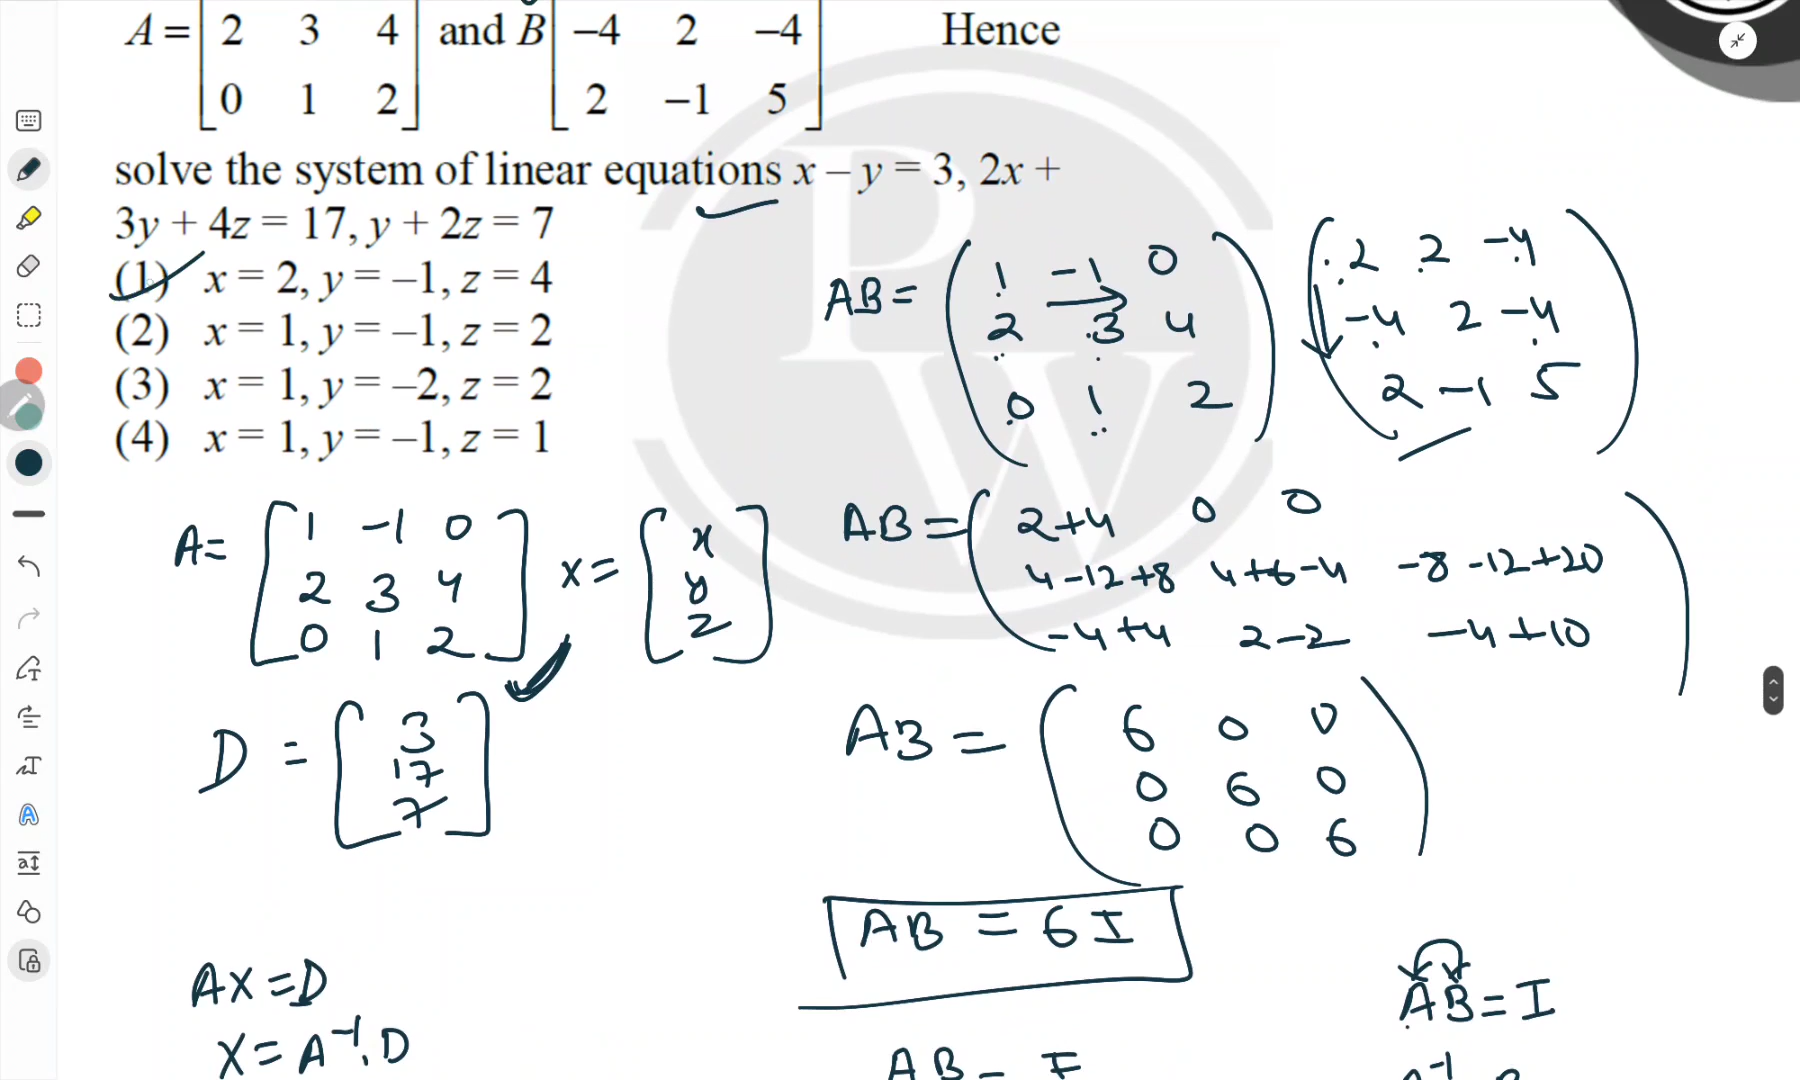 A = 2 3 4 and B -4 2 -4 Hence
0 1 2 2 -1 5
solve the system of linear equations x – y = 3, 2x +
3y + 4z = 17, y + 2z = 7
(1) x = 2, y = –1, z = 4
(2) x = 1, y = –1, z = 2
(3) x = 1, y = –2, z = 2
(4) x = 1, y = –1, z = 1
AB =
1 -1 0
2 3 4
0 1 2
2 2 -4
-4 2 -4
2 -1 5
A =
1 -1 0
2 3 4
0 1 2
X =
x
y
z
AB =
2+4 0 0
4-12+8 4+6-4 -8-12+20
-4+4 2-2 -4+10
D =
3
17
7
AB =
6 0 0
0 6 0
0 0 6
AB = 6 I
AX = D
X = A⁻¹. D
AB = I
PW